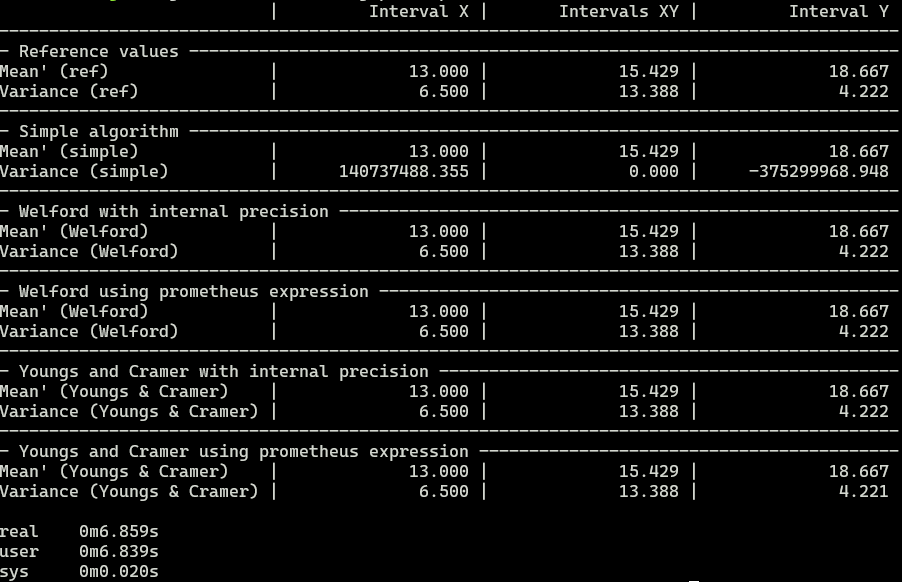 | Interval X | Intervals XY | Interval Y
─ Reference values ─
Mean' (ref) | 13.000 | 15.429 | 18.667
Variance (ref) | 6.500 | 13.388 | 4.222
─ Simple algorithm ─
Mean' (simple) | 13.000 | 15.429 | 18.667
Variance (simple) | 140737488.355 | 0.000 | −375299968.948
─ Welford with internal precision ─
Mean' (Welford) | 13.000 | 15.429 | 18.667
Variance (Welford) | 6.500 | 13.388 | 4.222
─ Welford using prometheus expression ─
Mean' (Welford) | 13.000 | 15.429 | 18.667
Variance (Welford) | 6.500 | 13.388 | 4.222
─ Youngs and Cramer with internal precision ─
Mean' (Youngs & Cramer) | 13.000 | 15.429 | 18.667
Variance (Youngs & Cramer) | 6.500 | 13.388 | 4.222
─ Youngs and Cramer using prometheus expression ─
Mean' (Youngs & Cramer) | 13.000 | 15.429 | 18.667
Variance (Youngs & Cramer) | 6.500 | 13.388 | 4.221
real 0m6.859s
user 0m6.839s
sys 0m0.020s